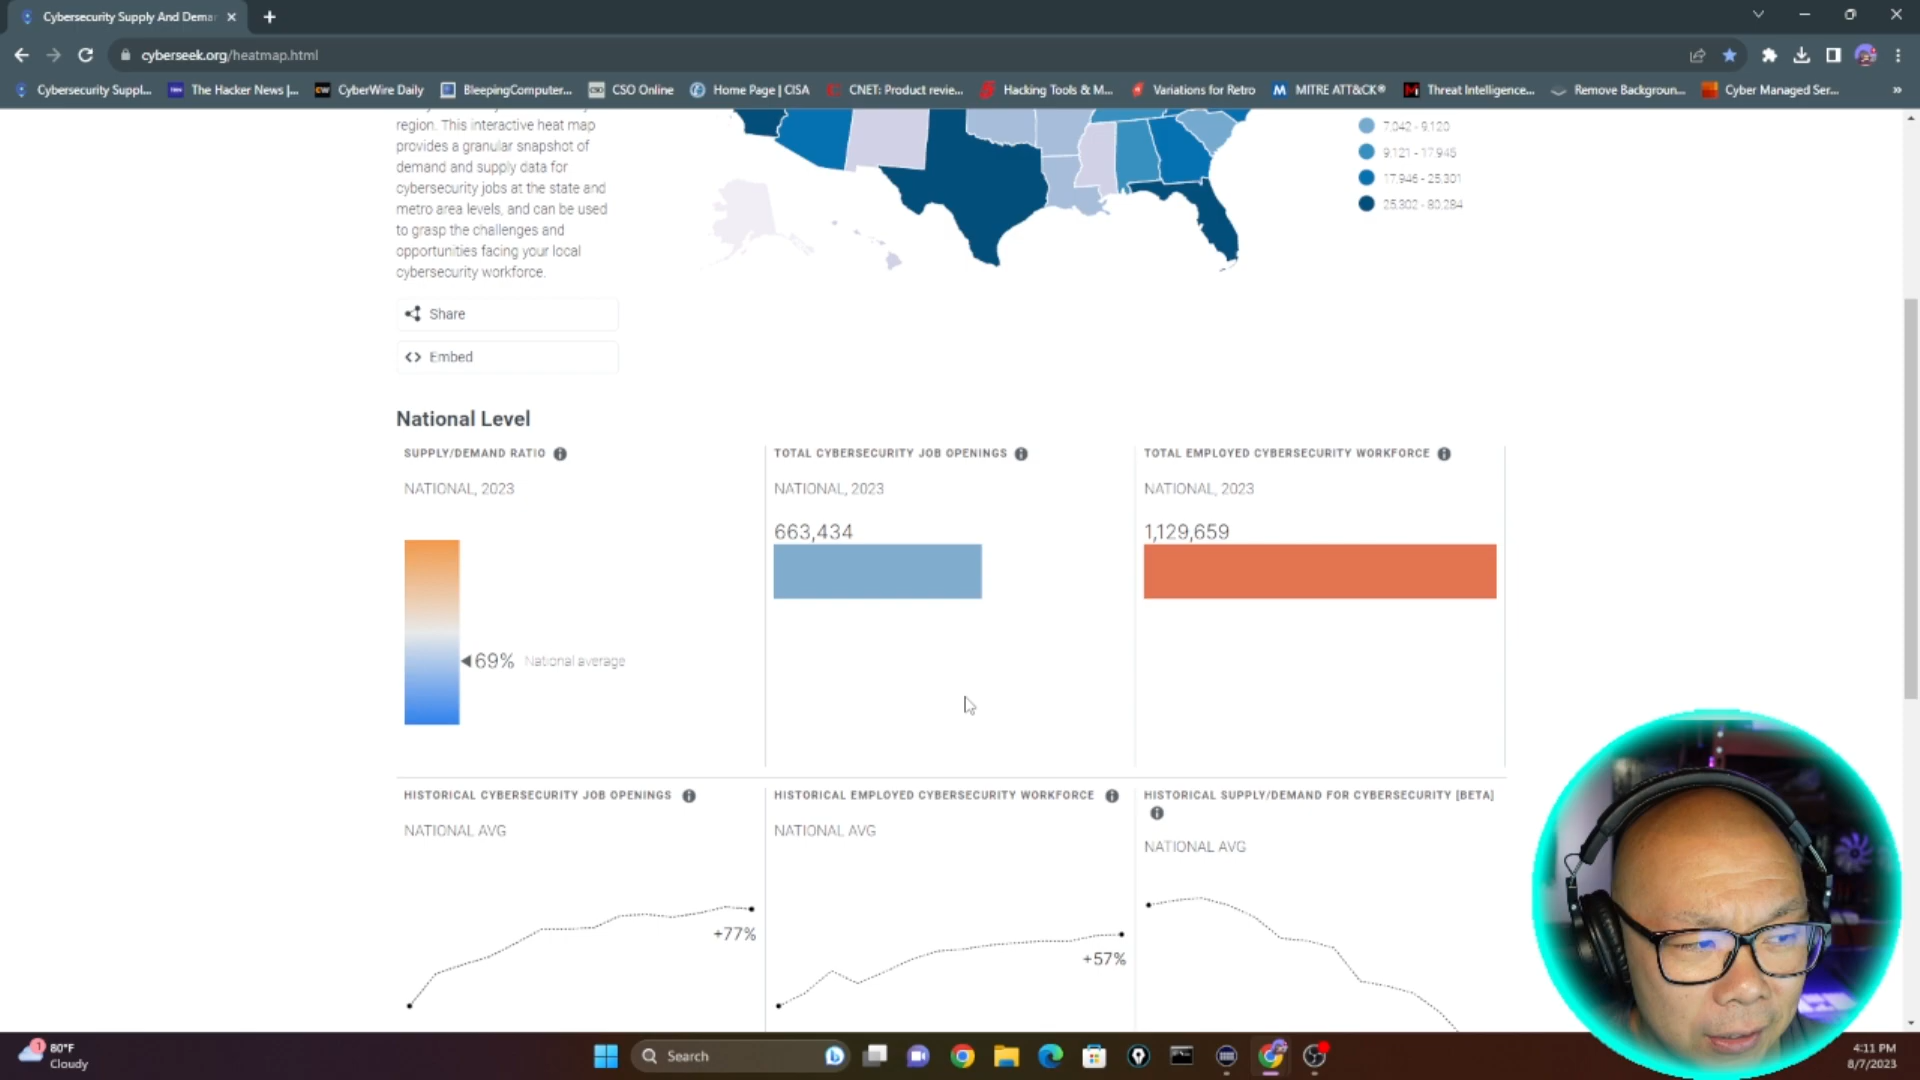 Cybersecurity Supply And Dema
cyberseek.org/heatmap.html
Cybersecurity Suppl... The Hacker News |... CyberWire Daily BleepingComputer... CSO Online Home Page | CISA CNET: Product revie... Hacking Tools & M... Variations for Retro MITRE ATT&CK® Threat Intelligence... Remove Backgroun... Cyber Managed Ser... »
region. This interactive heat map
provides a granular snapshot of
demand and supply data for
cybersecurity jobs at the state and
metro area levels, and can be used
to grasp the challenges and
opportunities facing your local
cybersecurity workforce.
7,042 - 9,120
9,121 - 17,945
17,946 - 25,301
25,302 - 80,284
Share
Embed
National Level
SUPPLY/DEMAND RATIO
NATIONAL, 2023
69% National average
TOTAL CYBERSECURITY JOB OPENINGS
NATIONAL, 2023
663,434
TOTAL EMPLOYED CYBERSECURITY WORKFORCE
NATIONAL, 2023
1,129,659
HISTORICAL CYBERSECURITY JOB OPENINGS
NATIONAL AVG
+77%
HISTORICAL EMPLOYED CYBERSECURITY WORKFORCE
NATIONAL AVG
+57%
HISTORICAL SUPPLY/DEMAND FOR CYBERSECURITY [BETA]
NATIONAL AVG
1
80°F
Cloudy
Search
4:11 PM
8/7/2023